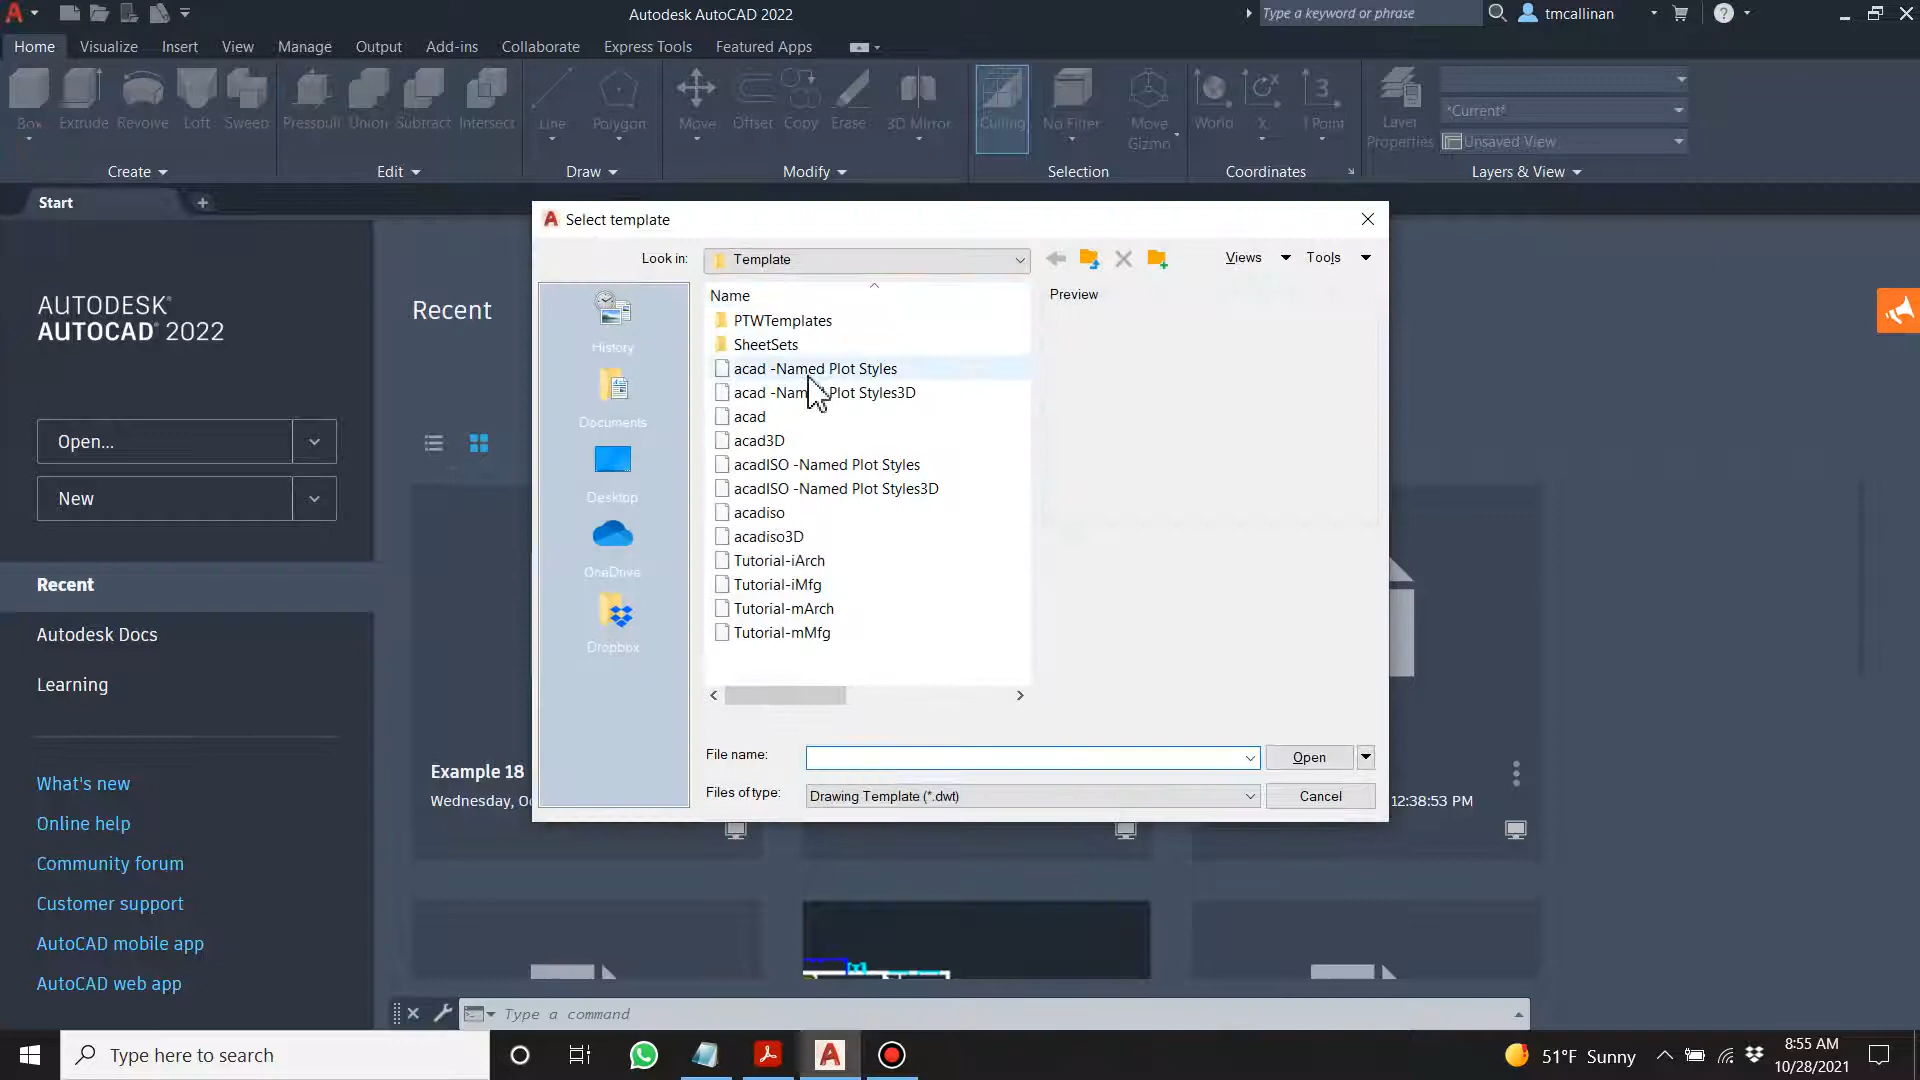 Autodesk AutoCAD 2022
Type a keyword or phrase
tmcallinan
Home Visualize Insert View Manage Output Add-ins Collaborate Express Tools Featured Apps
Box Extrude Revolve Loft Sweep Presspull Union Subtract Intersect Line Polygon Move Offset Copy Erase 3D Mirror Culling No Filter Move Gizmo World X 1 Point Layer Properties
*Current*
Unsaved View
Create Edit Draw Modify Selection Coordinates Layers & View
Start
Select template
Look in: Template Views Tools
Name
Preview
PTWTemplates
SheetSets
acad -Named Plot Styles
acad -Nam Plot Styles3D
acad
acad3D
acadISO -Named Plot Styles
acadISO -Named Plot Styles3D
acadiso
acadiso3D
Tutorial-iArch
Tutorial-iMfg
Tutorial-mArch
Tutorial-mMfg
History
Documents
Desktop
OneDrive
Dropbox
File name: Open
Files of type: Drawing Template (*.dwt) Cancel
AUTODESK®
AUTOCAD® 2022
Open...
New
Recent
Autodesk Docs
Learning
What's new
Online help
Community forum
Customer support
AutoCAD mobile app
AutoCAD web app
Recent
Example 18
Wednesday, Oc
12:38:53 PM
Type a command
Type here to search
51°F Sunny
8:55 AM
10/28/2021